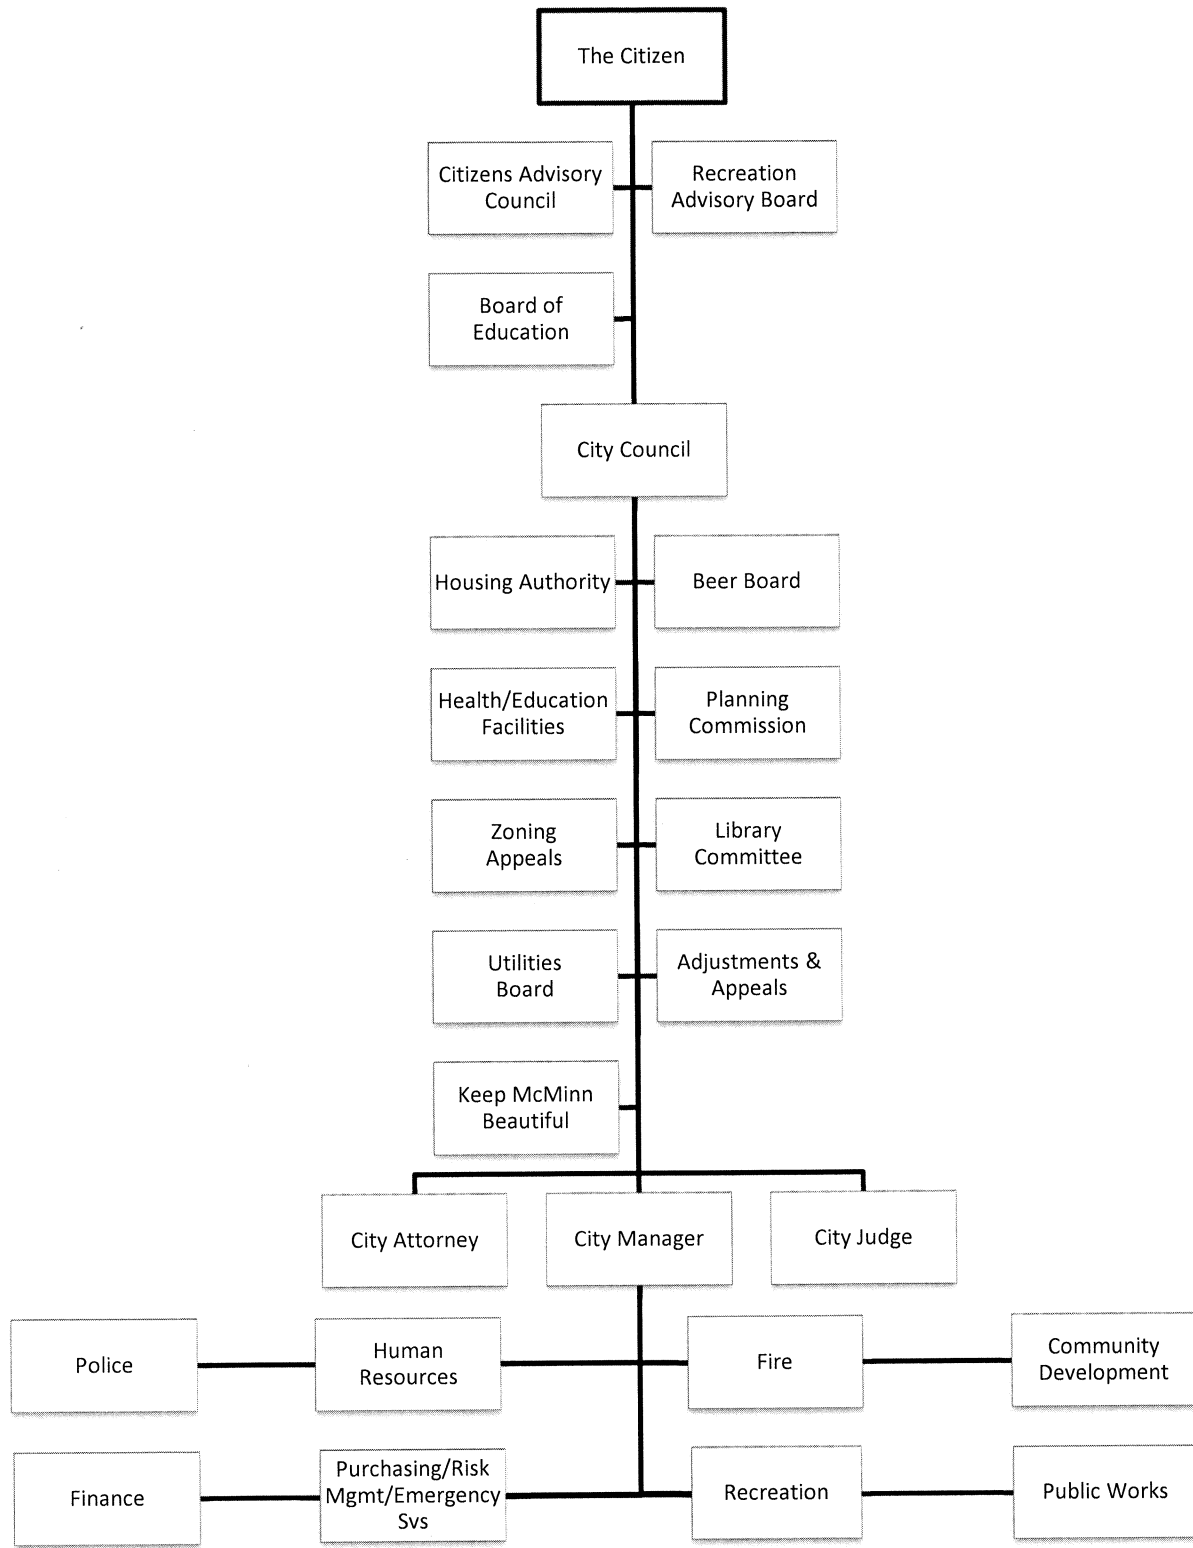 The Citizen
Citizens Advisory
Council
Recreation
Advisory Board
Board of
Education
City Council
Housing Authority
Beer Board
Health/Education
Facilities
Planning
Commission
Zoning
Appeals
Library
Committee
Utilities
Board
Adjustments &
Appeals
Keep McMinn
Beautiful
City Attorney
City Manager
City Judge
Police
Human
Resources
Fire
Community
Development
Finance
Purchasing/Risk
Mgmt/Emergency
Svs
Recreation
Public Works